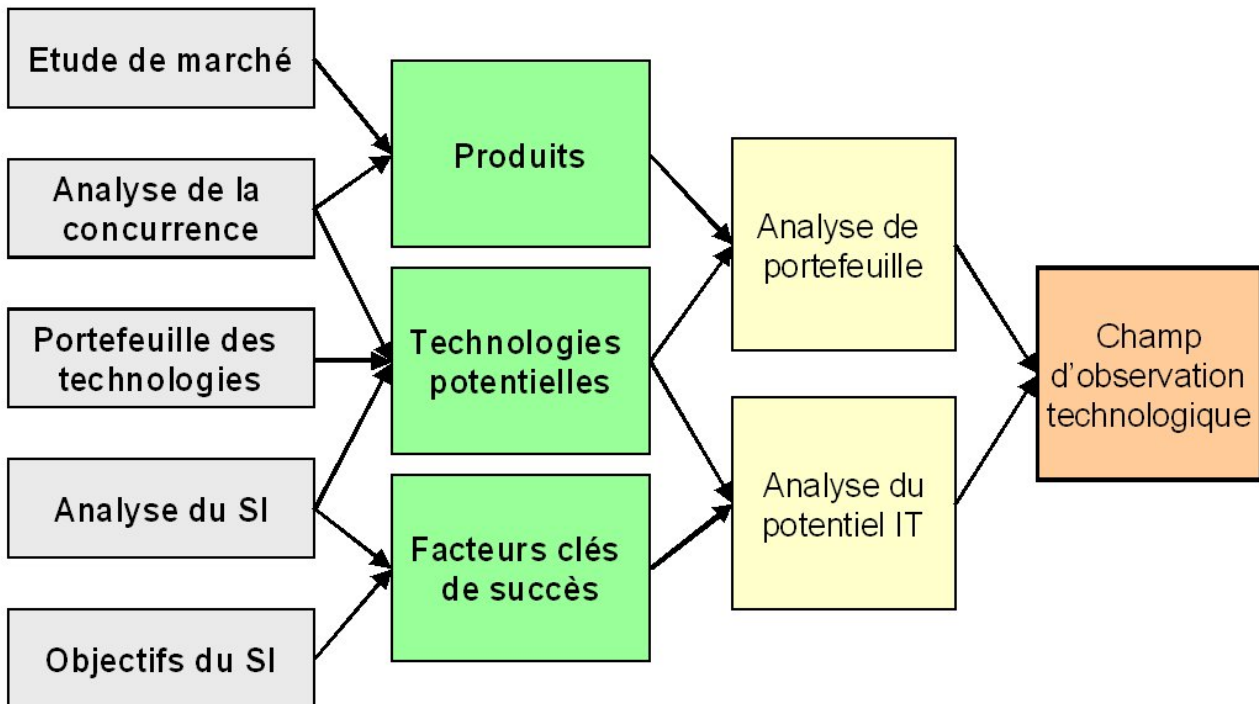 Etude de marché
Analyse de la
concurrence
Portefeuille des
technologies
Analyse du SI
Objectifs du SI
Produits
Technologies
potentielles
Facteurs clés
de succès
Analyse de
portefeuille
Analyse du
potentiel IT
Champ
d’observation
technologique